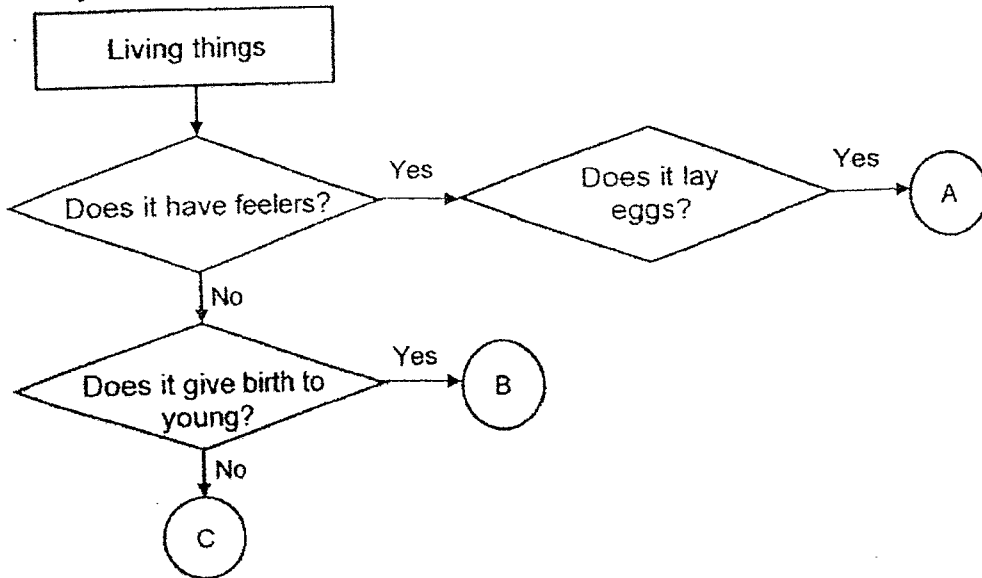 Living things
Does it have feelers?
Yes
Does it lay
eggs?
Yes
A
No
Does it give birth to
young?
Yes
B
No
C